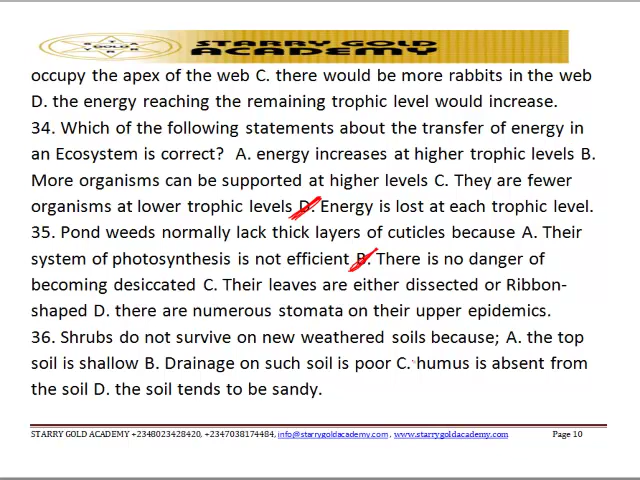 STARRY GOLD
ACADEMY
occupy the apex of the web C. there would be more rabbits in the web
D. the energy reaching the remaining trophic level would increase.
34. Which of the following statements about the transfer of energy in
an Ecosystem is correct?  A. energy increases at higher trophic levels B.
More organisms can be supported at higher levels C. They are fewer
organisms at lower trophic levels D. Energy is lost at each trophic level.
35. Pond weeds normally lack thick layers of cuticles because A. Their
system of photosynthesis is not efficient B. There is no danger of
becoming desiccated C. Their leaves are either dissected or Ribbon-
shaped D. there are numerous stomata on their upper epidemics.
36. Shrubs do not survive on new weathered soils because; A. the top
soil is shallow B. Drainage on such soil is poor C. humus is absent from
the soil D. the soil tends to be sandy.
STARRY GOLD ACADEMY +2348023428420, +2347038174484, info@starrygoldacademy.com, www.starrygoldacademy.com Page 10